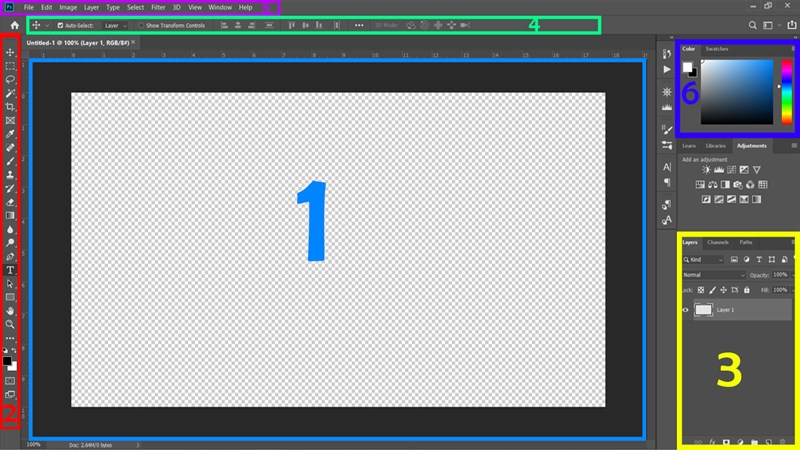 Ps File Edit Image Layer Type Select Filter 3D View Window Help 5
Auto-Select: Layer Show Transform Controls 3D Mode: 4
Untitled-1 @ 100% (Layer 1, RGB/8#) ×
1
2
Color Swatches
6
Learn Libraries Adjustments
Add an adjustment
Layers Channels Paths
Kind
Normal Opacity: 100%
Lock: Fill: 100%
Layer 1
3
100% Doc: 2.64M/0 bytes